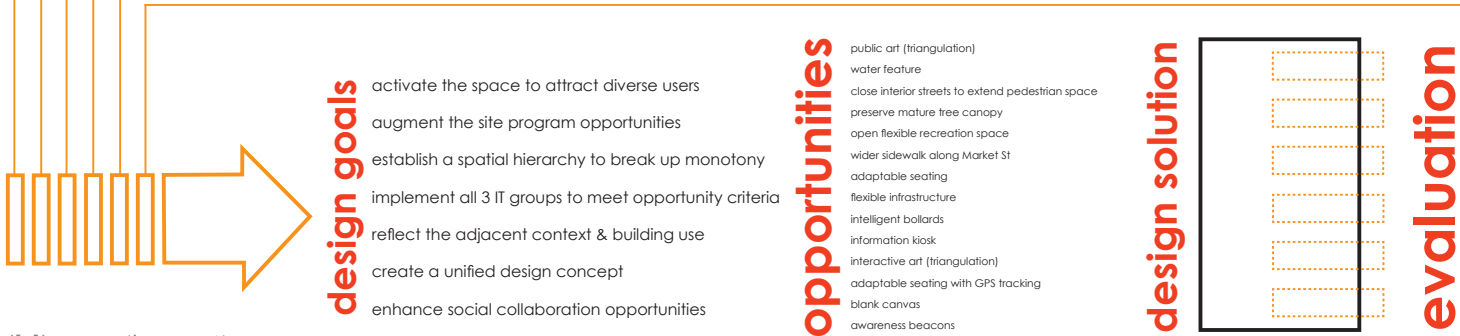 design goals
activate the space to attract diverse users
augment the site program opportunities
establish a spatial hierarchy to break up monotony
implement all 3 IT groups to meet opportunity criteria
reflect the adjacent context & building use
create a unified design concept
enhance social collaboration opportunities
opportunities
public art (triangulation)
water feature
close interior streets to extend pedestrian space
preserve mature tree canopy
open flexible recreation space
wider sidewalk along Market St
adaptable seating
flexible infrastructure
intelligent bollards
information kiosk
interactive art (triangulation)
adaptable seating with GPS tracking
blank canvas
awareness beacons
design solution
evaluation